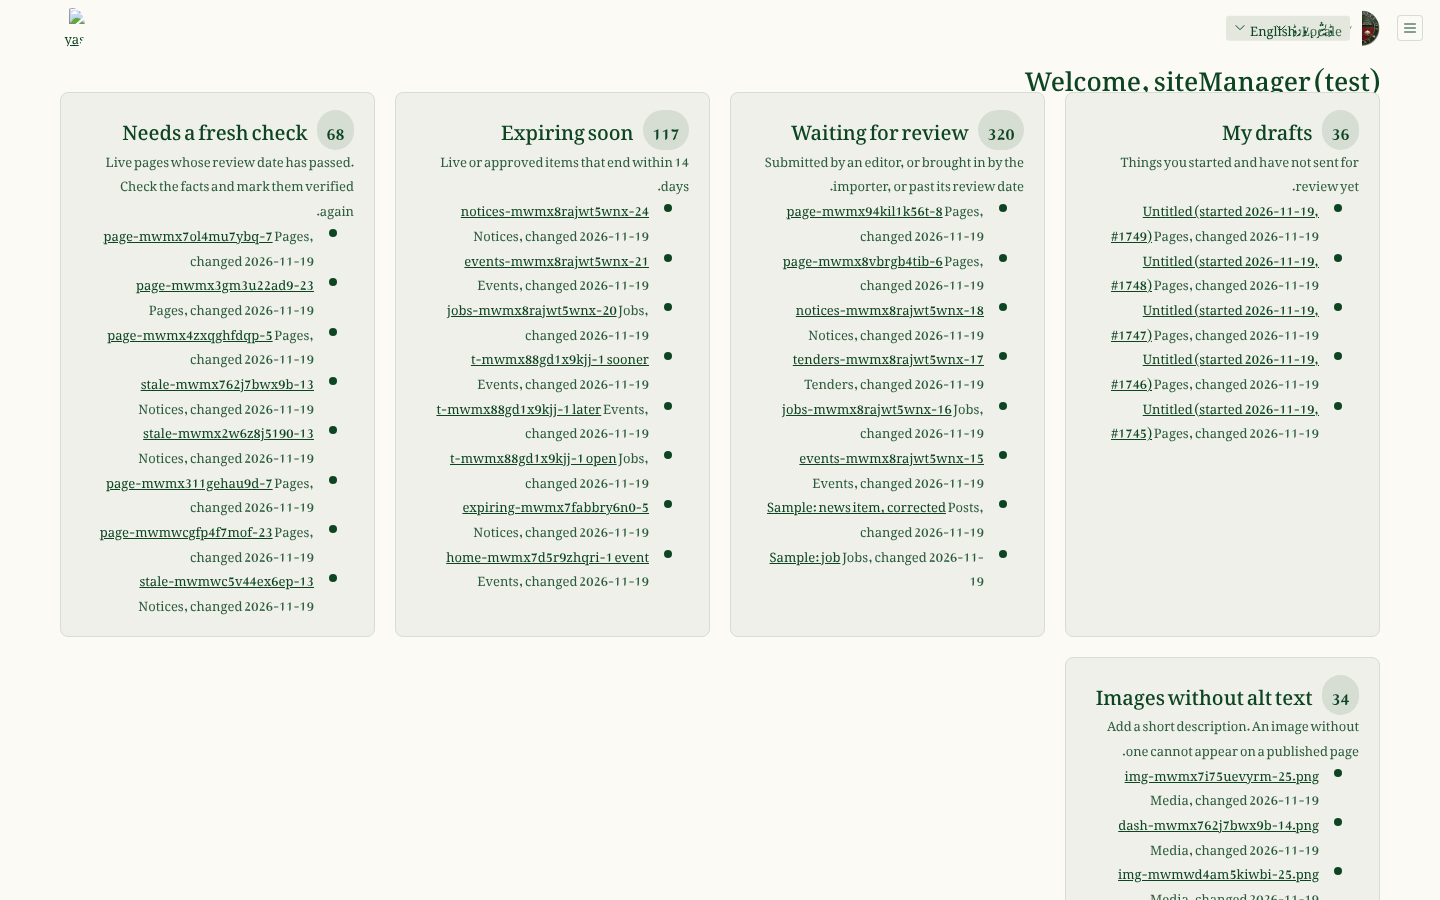 English
Locale
yas
Welcome, siteManager (test)
My drafts 36
Things you started and have not sent for
review yet.
Untitled (started 2026-11-19,
#1749) Pages, changed 2026-11-19
Untitled (started 2026-11-19,
#1748) Pages, changed 2026-11-19
Untitled (started 2026-11-19,
#1747) Pages, changed 2026-11-19
Untitled (started 2026-11-19,
#1746) Pages, changed 2026-11-19
Untitled (started 2026-11-19,
#1745) Pages, changed 2026-11-19
Waiting for review 320
Submitted by an editor, or brought in by the
importer, or past its review date.
page-mwmx94kil1k56t-8 Pages,
changed 2026-11-19
page-mwmx8vbrgb4tib-6 Pages,
changed 2026-11-19
notices-mwmx8rajwt5wnx-18
Notices, changed 2026-11-19
tenders-mwmx8rajwt5wnx-17
Tenders, changed 2026-11-19
jobs-mwmx8rajwt5wnx-16 Jobs,
changed 2026-11-19
events-mwmx8rajwt5wnx-15
Events, changed 2026-11-19
Sample: news item, corrected Posts,
changed 2026-11-19
Sample: job Jobs, changed 2026-11-
19
Expiring soon 117
Live or approved items that end within 14
days.
notices-mwmx8rajwt5wnx-24
Notices, changed 2026-11-19
events-mwmx8rajwt5wnx-21
Events, changed 2026-11-19
jobs-mwmx8rajwt5wnx-20 Jobs,
changed 2026-11-19
t-mwmx88gd1x9kjj-1 sooner
Events, changed 2026-11-19
t-mwmx88gd1x9kjj-1 later Events,
changed 2026-11-19
t-mwmx88gd1x9kjj-1 open Jobs,
changed 2026-11-19
expiring-mwmx7fabbry6n0-5
Notices, changed 2026-11-19
home-mwmx7d5r9zhqri-1 event
Events, changed 2026-11-19
Needs a fresh check 68
Live pages whose review date has passed.
Check the facts and mark them verified
again.
page-mwmx7ol4mu7ybq-7 Pages,
changed 2026-11-19
page-mwmx3gm3u22ad9-23
Pages, changed 2026-11-19
page-mwmx4zxqghfdqp-5 Pages,
changed 2026-11-19
stale-mwmx762j7bwx9b-13
Notices, changed 2026-11-19
stale-mwmx2w6z8j5190-13
Notices, changed 2026-11-19
page-mwmx311gehau9d-7 Pages,
changed 2026-11-19
page-mwmwcgfp4f7mof-23 Pages,
changed 2026-11-19
stale-mwmwc5v44ex6ep-13
Notices, changed 2026-11-19
Images without alt text 34
Add a short description. An image without
one cannot appear on a published page.
img-mwmx7i75uevyrm-25.png
Media, changed 2026-11-19
dash-mwmx762j7bwx9b-14.png
Media, changed 2026-11-19
img-mwmwd4am5kiwbi-25.png
Media, changed 2026-11-19